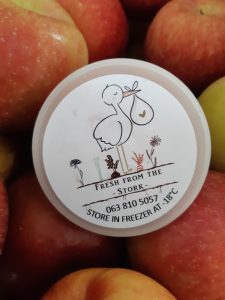 FRESH FROM THE
- STORK -
063 810 5057
STORE IN FREEZER AT -18°C